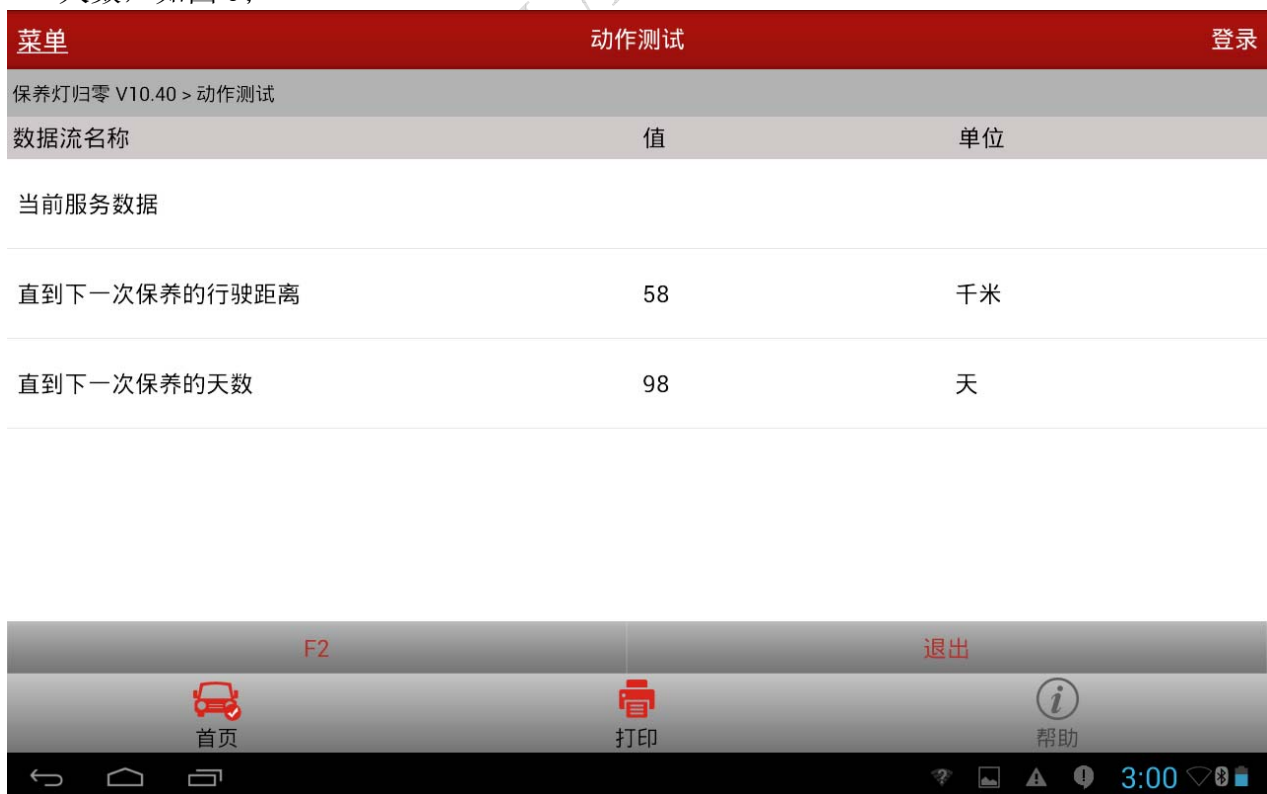 菜单 动作测试 登录
保养灯归零 V10.40 > 动作测试
数据流名称 值 单位
当前服务数据
直到下一次保养的行驶距离 58 千米
直到下一次保养的天数 98 天
F2 退出
首页 打印 帮助
3:00